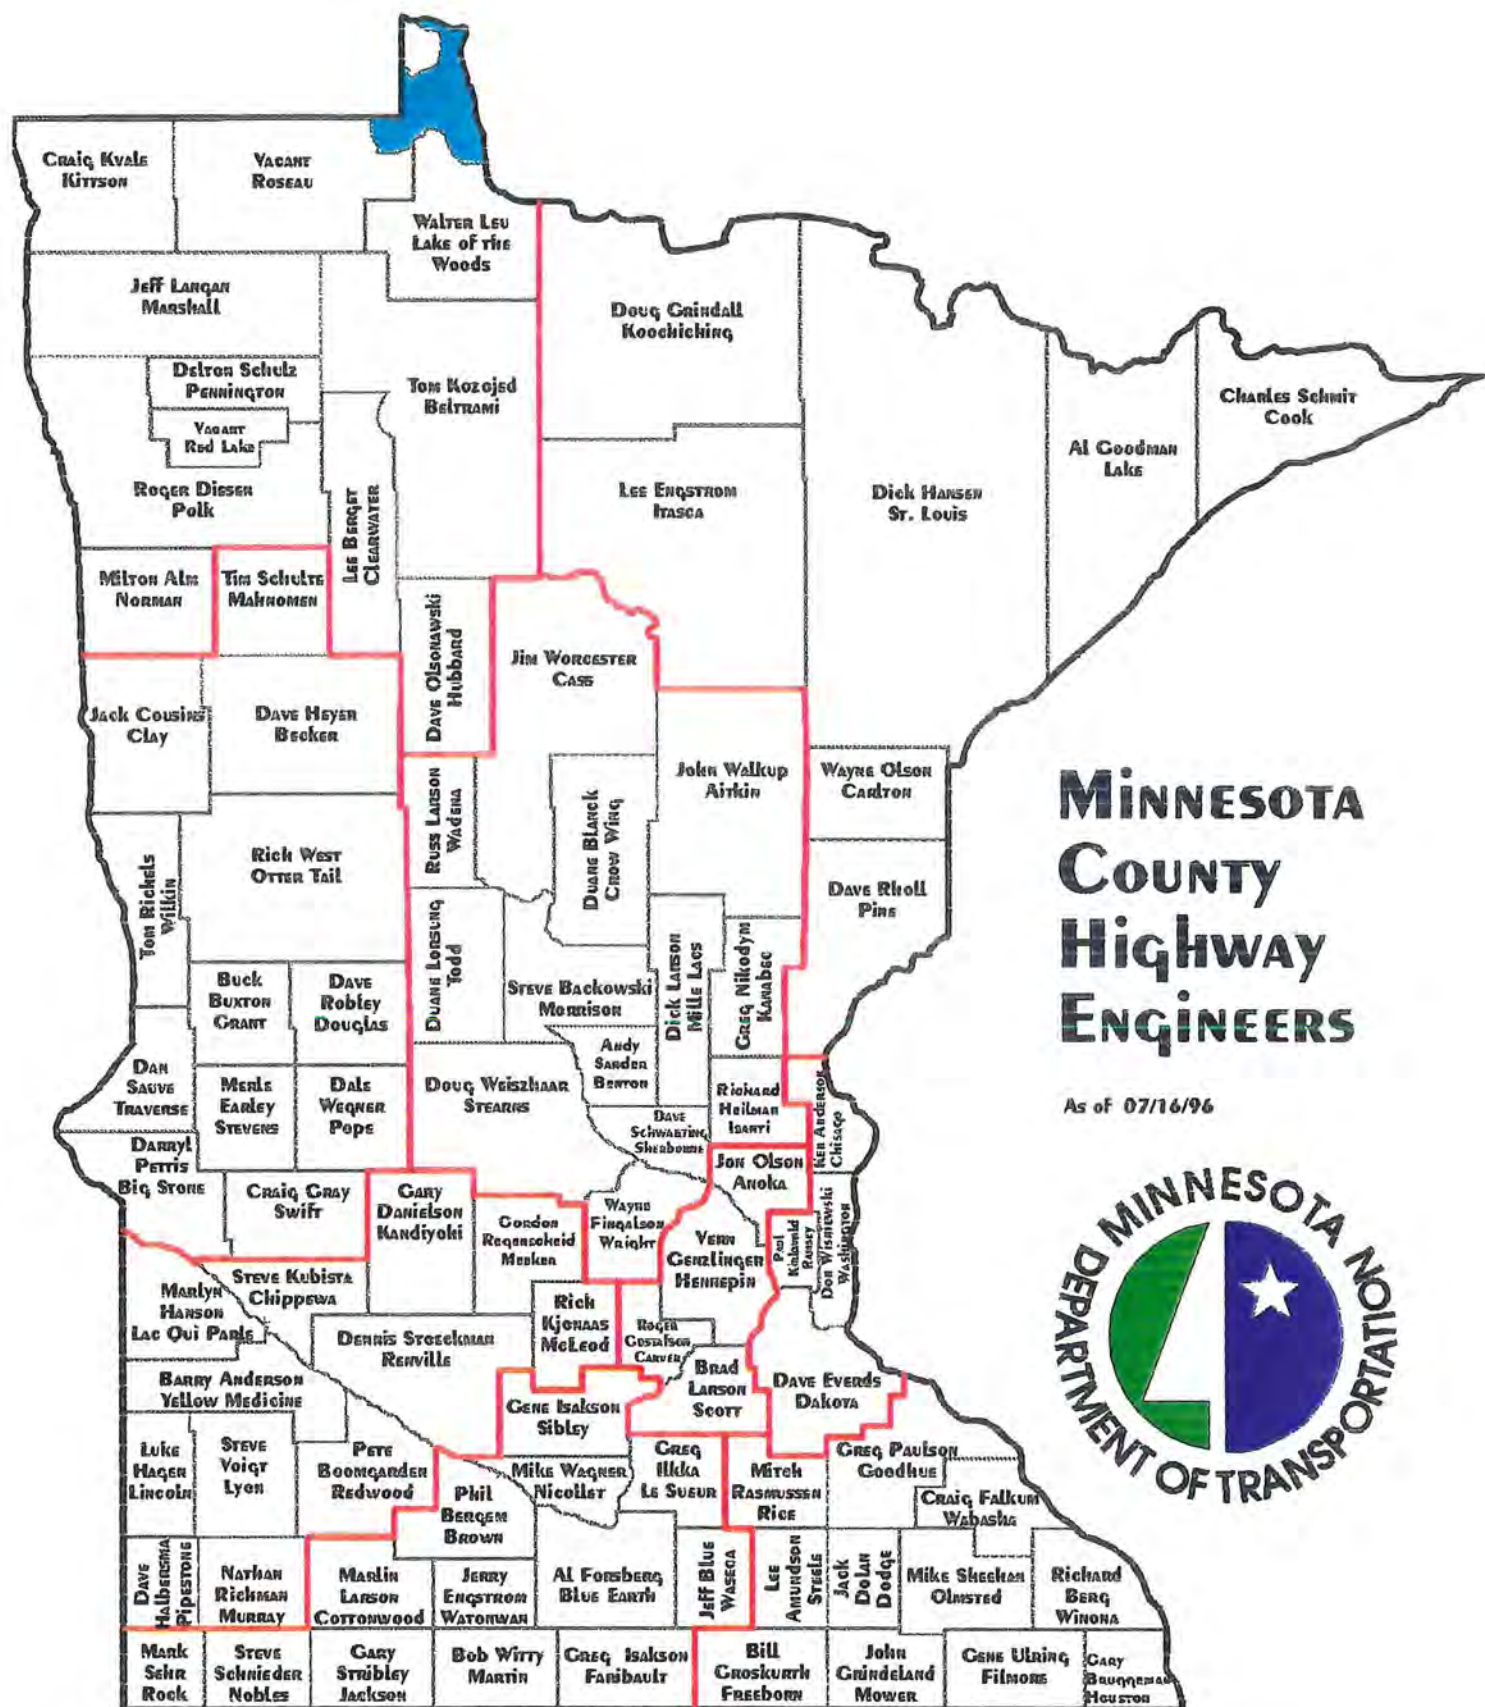 Craig Kvale
Kittson
Vacant
Roseau
Walter Leu
Lake of the
Woods
Jeff Langan
Marshall
Doug Grindall
Koochiching
Delton Schulz
Pennington
Tom Kozojed
Beltrami
Charles Schmit
Cook
Vacant
Red Lake
Al Goodman
Lake
Roger Diesen
Polk
Lee Engstrom
Itasca
Dick Hansen
St. Louis
Lee Berget
Clearwater
Milton Alm
Norman
Tim Schulte
Mahnomen
Dave Olsonawski
Hubbard
Jim Worcester
Cass
Jack Cousins
Clay
Dave Heyer
Becker
John Walkup
Aitkin
Wayne Olson
Carlton
Russ Larson
Wadena
Duane Blanck
Crow Wing
Rich West
Otter Tail
Tom Richels
Wilkin
Dave Rholl
Pine
Duane Lorsung
Todd
Dick Larson
Mille Lacs
Greg Nikodym
Kanabec
Buck
Buxton
Grant
Dave
Robley
Douglas
Steve Backowski
Morrison
Andy
Sander
Benton
Dan
Sauve
Traverse
Merle
Earley
Stevens
Dale
Wegner
Pope
Doug Weiszhaar
Stearns
Richard
Heilman
Isanti
Ken Anderson
Chisago
Dave
Schwarting
Sherburne
Darryl
Pettis
Big Stone
Craig Gray
Swift
Gary
Danielson
Kandiyohi
Gordon
Regenscheid
Meeker
Wayne
Fingalson
Wright
Jon Olson
Anoka
Vern
Genzlinger
Hennepin
Paul
Kirkwold
Ramsey
Don Wisniewski
Washington
Marlyn
Hanson
Lac Qui Parle
Steve Kubista
Chippewa
Dennis Stoeckman
Renville
Rich
Kjonaas
McLeod
Roger
Gustafson
Carver
Brad
Larson
Scott
Dave Everds
Dakota
Barry Anderson
Yellow Medicine
Gene Isakson
Sibley
Luke
Hagen
Lincoln
Steve
Voigt
Lyon
Pete
Boomgarden
Redwood
Phil
Bergem
Brown
Mike Wagner
Nicollet
Greg
Ilkka
Le Sueur
Mitch
Rasmussen
Rice
Greg Paulson
Goodhue
Craig Falkum
Wabasha
Dave
Halbersma
Pipestone
Nathan
Richman
Murray
Marlin
Larson
Cottonwood
Jerry
Engstrom
Watonwan
Al Forsberg
Blue Earth
Jeff Blue
Waseca
Lee
Amundson
Steele
Jack
Dolan
Dodge
Mike Sheehan
Olmsted
Richard
Berg
Winona
Mark
Sehr
Rock
Steve
Schnieder
Nobles
Gary
Stribley
Jackson
Bob Witty
Martin
Greg Isakson
Faribault
Bill
Groskurth
Freeborn
John
Grindeland
Mower
Gene Ulring
Filmore
Gary
Bruggeman
Houston
Minnesota
County
Highway
Engineers
As of 07/16/96
MINNESOTA
DEPARTMENT OF TRANSPORTATION